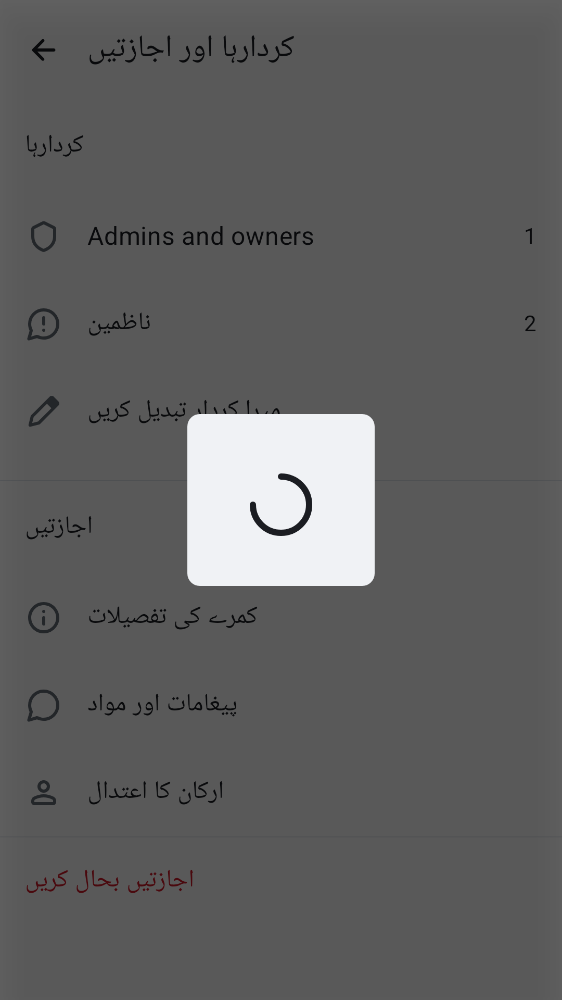 کردارہا اور اجازتیں
کردارہا
Admins and owners 1
ناظمین 2
میرا کردار تبدیل کریں
اجازتیں
کمرے کی تفصیلات
پیغامات اور مواد
ارکان کا اعتدال
اجازتیں بحال کریں